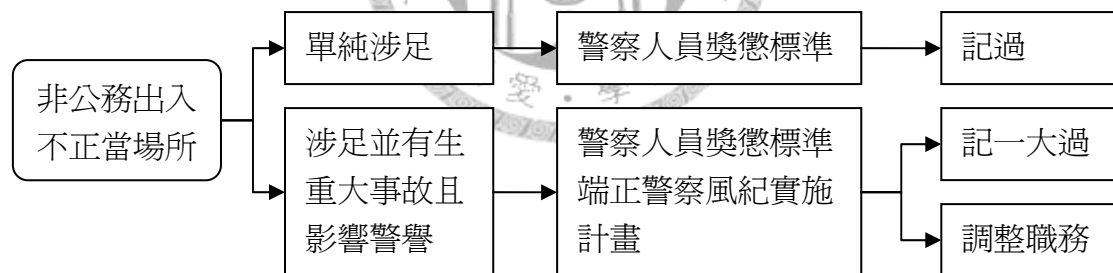 非公務出入
不正當場所
單純涉足
警察人員獎懲標準
記過
涉足並有生
重大事故且
影響警譽
警察人員獎懲標準
端正警察風紀實施
計畫
記一大過
調整職務
愛．學